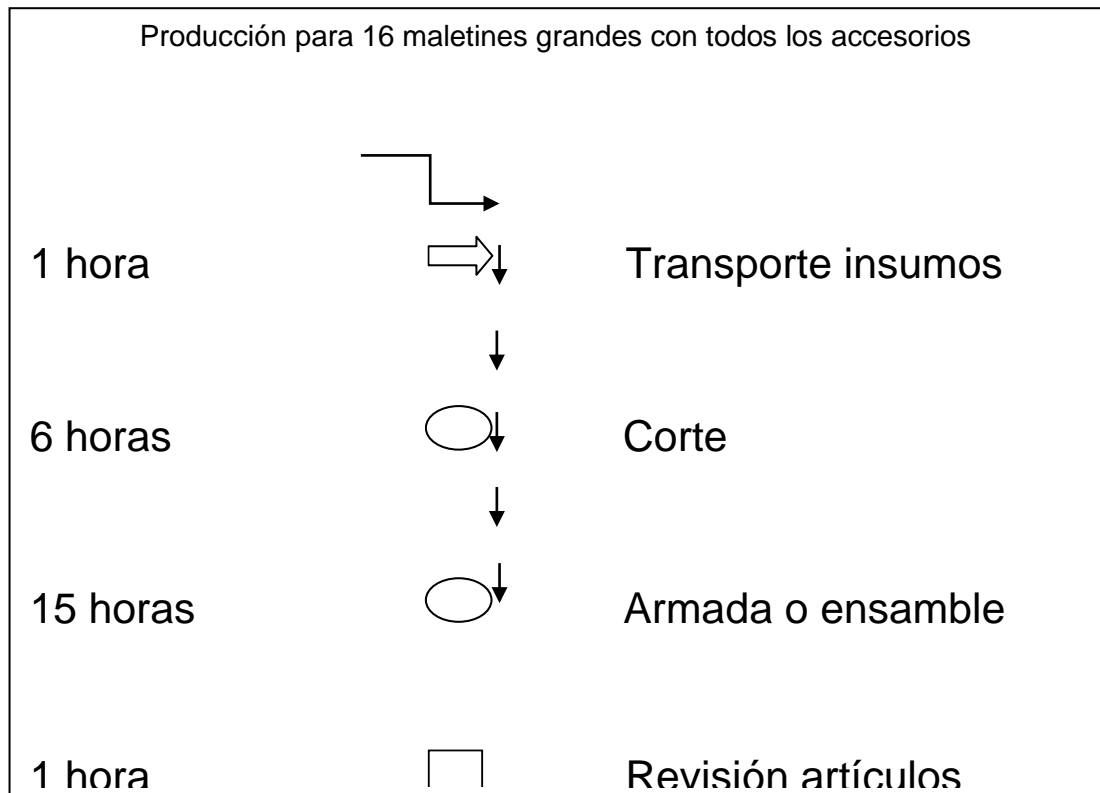 Producción para 16 maletines grandes con todos los accesorios
1 hora Transporte insumos
6 horas Corte
15 horas Armada o ensamble
1 hora Revisión artículos